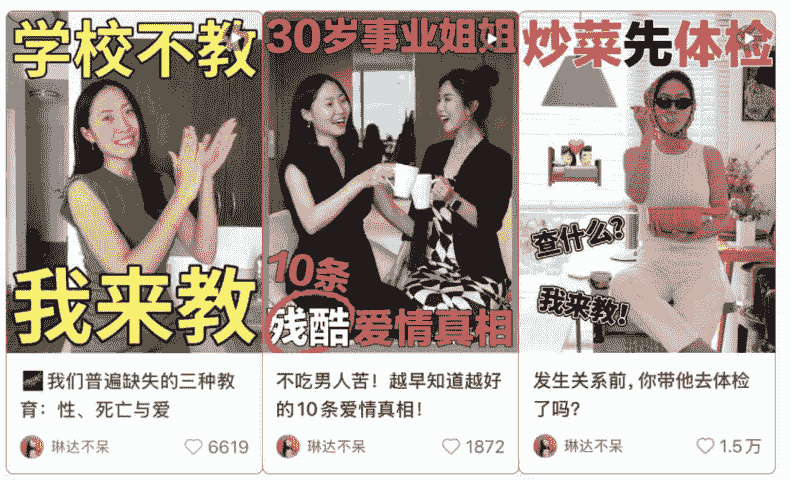 学校不教
我来教
我们普遍缺失的三种教
育：性、死亡与爱
琳达不呆
6619
30岁事业姐姐
10条
残酷爱情真相
不吃男人苦！越早知道越好
的10条爱情真相！
琳达不呆
1872
炒菜先体检
查什么？
我来教！
发生关系前，你带他去体检
了吗？
琳达不呆
1.5万